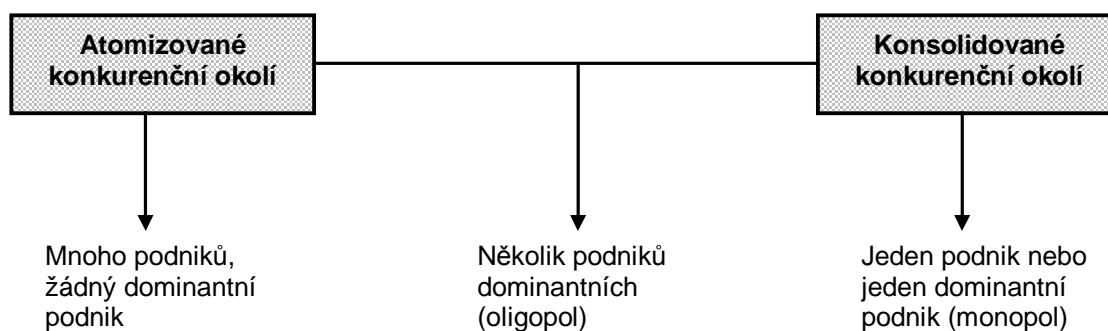 Atomizované
konkurenční okolí
Konsolidované
konkurenční okolí
Mnoho podniků,
žádný dominantní
podnik
Několik podniků
dominantních
(oligopol)
Jeden podnik nebo
jeden dominantní
podnik (monopol)